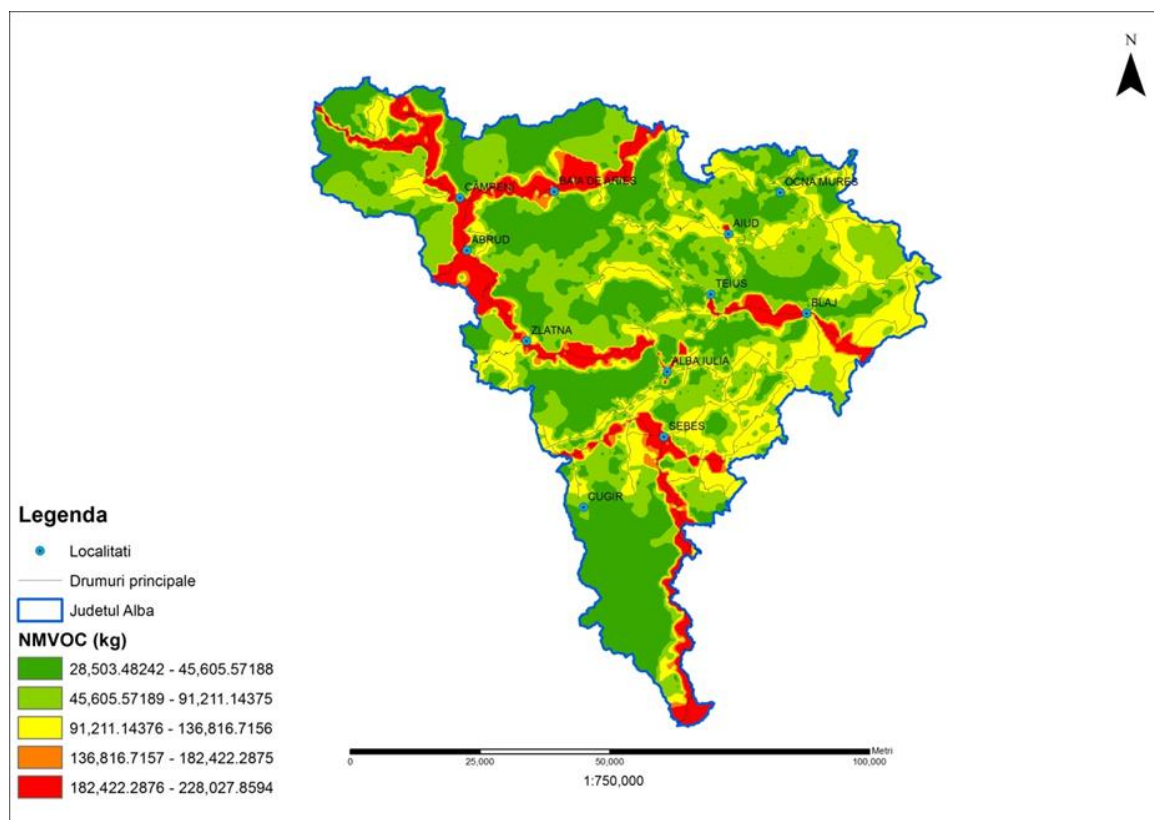 N
CÂMPENI
BAIA DE ARIES
OCNA MURES
AIUD
ABRUD
TEIUS
BLAJ
ZLATNA
ALBA IULIA
SEBES
CUGIR
Legenda
Localitati
Drumuri principale
Judetul Alba
NMVOC (kg)
28,503.48242 - 45,605.57188
45,605.57189 - 91,211.14375
91,211.14376 - 136,816.7156
136,816.7157 - 182,422.2875
182,422.2876 - 228,027.8594
Metri
0 25,000 50,000 100,000
1:750,000